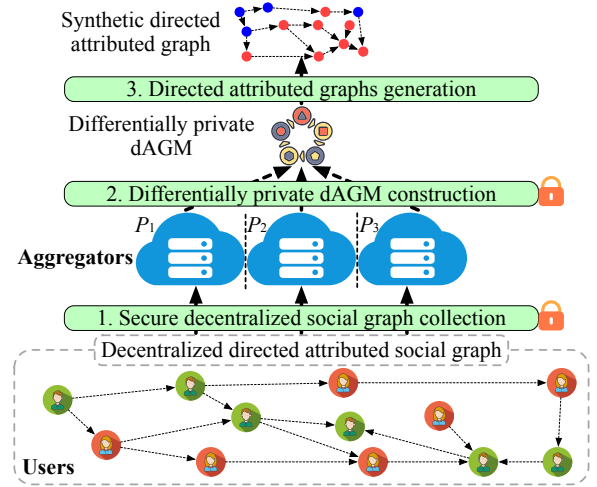 Synthetic directed
attributed graph
3. Directed attributed graphs generation
Differentially private
dAGM
2. Differentially private dAGM construction
P1
P2
P3
Aggregators
1. Secure decentralized social graph collection
Decentralized directed attributed social graph
Users